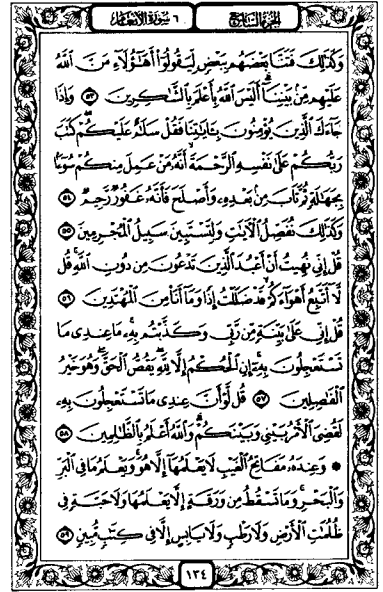 الجزء السابع ٦ سورة الأنعام
وَكَذَٰلِكَ فَتَنَّا بَعْضَهُم بِبَعْضٍ لِّيَقُولُوٓا۟ أَهَٰٓؤُلَآءِ مَنَّ ٱللَّهُ
عَلَيْهِم مِّنۢ بَيْنِنَآ أَلَيْسَ ٱللَّهُ بِأَعْلَمَ بِٱلشَّٰكِرِينَ ٥٣ وَإِذَا
جَآءَكَ ٱلَّذِينَ يُؤْمِنُونَ بِـَٔايَٰتِنَا فَقُلْ سَلَٰمٌ عَلَيْكُمْ كَتَبَ
رَبُّكُمْ عَلَىٰ نَفْسِهِ ٱلرَّحْمَةَ أَنَّهُۥ مَنْ عَمِلَ مِنكُمْ سُوٓءًۢا
بِجَهَٰلَةٍ ثُمَّ تَابَ مِنۢ بَعْدِهِۦ وَأَصْلَحَ فَأَنَّهُۥ غَفُورٌ رَّحِيمٌ ٥٤
وَكَذَٰلِكَ نُفَصِّلُ ٱلْءَايَٰتِ وَلِتَسْتَبِينَ سَبِيلُ ٱلْمُجْرِمِينَ ٥٥
قُلْ إِنِّى نُهِيتُ أَنْ أَعْبُدَ ٱلَّذِينَ تَدْعُونَ مِن دُونِ ٱللَّهِ قُل
لَّآ أَتَّبِعُ أَهْوَآءَكُمْ قَدْ ضَلَلْتُ إِذًا وَمَآ أَنَا۠ مِنَ ٱلْمُهْتَدِينَ ٥٦
قُلْ إِنِّى عَلَىٰ بَيِّنَةٍ مِّن رَّبِّى وَكَذَّبْتُم بِهِۦ مَا عِندِى مَا
تَسْتَعْجِلُونَ بِهِۦٓ إِنِ ٱلْحُكْمُ إِلَّا لِلَّهِ يَقُصُّ ٱلْحَقَّ وَهُوَ خَيْرُ
ٱلْفَٰصِلِينَ ٥٧ قُل لَّوْ أَنَّ عِندِى مَا تَسْتَعْجِلُونَ بِهِۦ
لَقُضِىَ ٱلْأَمْرُ بَيْنِى وَبَيْنَكُمْ وَٱللَّهُ أَعْلَمُ بِٱلظَّٰلِمِينَ ٥٨
۞ وَعِندَهُۥ مَفَاتِحُ ٱلْغَيْبِ لَا يَعْلَمُهَآ إِلَّا هُوَ وَيَعْلَمُ مَا فِى ٱلْبَرِّ
وَٱلْبَحْرِ وَمَا تَسْقُطُ مِن وَرَقَةٍ إِلَّا يَعْلَمُهَا وَلَا حَبَّةٍ فِى
ظُلُمَٰتِ ٱلْأَرْضِ وَلَا رَطْبٍ وَلَا يَابِسٍ إِلَّا فِى كِتَٰبٍ مُّبِينٍ ٥٩
١٣٤